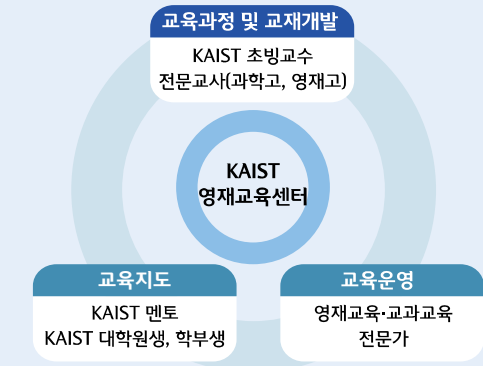 교육과정 및 교재개발
KAIST 초빙교수
전문교사(과학고, 영재고)
KAIST
영재교육센터
교육지도
KAIST 멘토
KAIST 대학원생, 학부생
교육운영
영재교육·교과교육
전문가